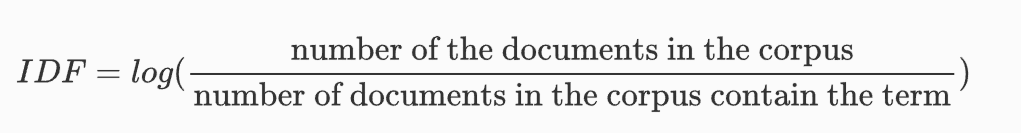 IDF = log(number of the documents in the corpus / number of documents in the corpus contain the term)